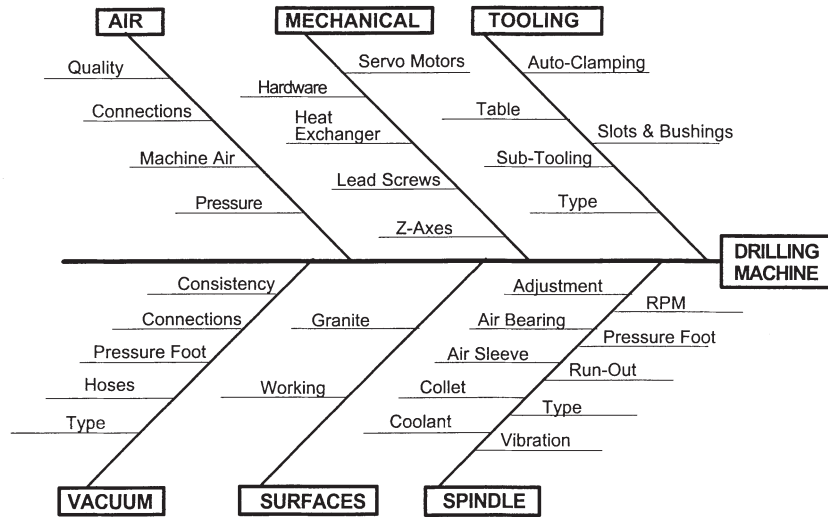 AIR
MECHANICAL
TOOLING
Quality
Connections
Machine Air
Pressure
Servo Motors
Hardware
Heat
Exchanger
Lead Screws
Z-Axes
Auto-Clamping
Table
Slots & Bushings
Sub-Tooling
Type
DRILLING
MACHINE
Consistency
Connections
Pressure Foot
Hoses
Type
Granite
Working
Adjustment
RPM
Air Bearing
Pressure Foot
Air Sleeve
Run-Out
Collet
Type
Coolant
Vibration
VACUUM
SURFACES
SPINDLE